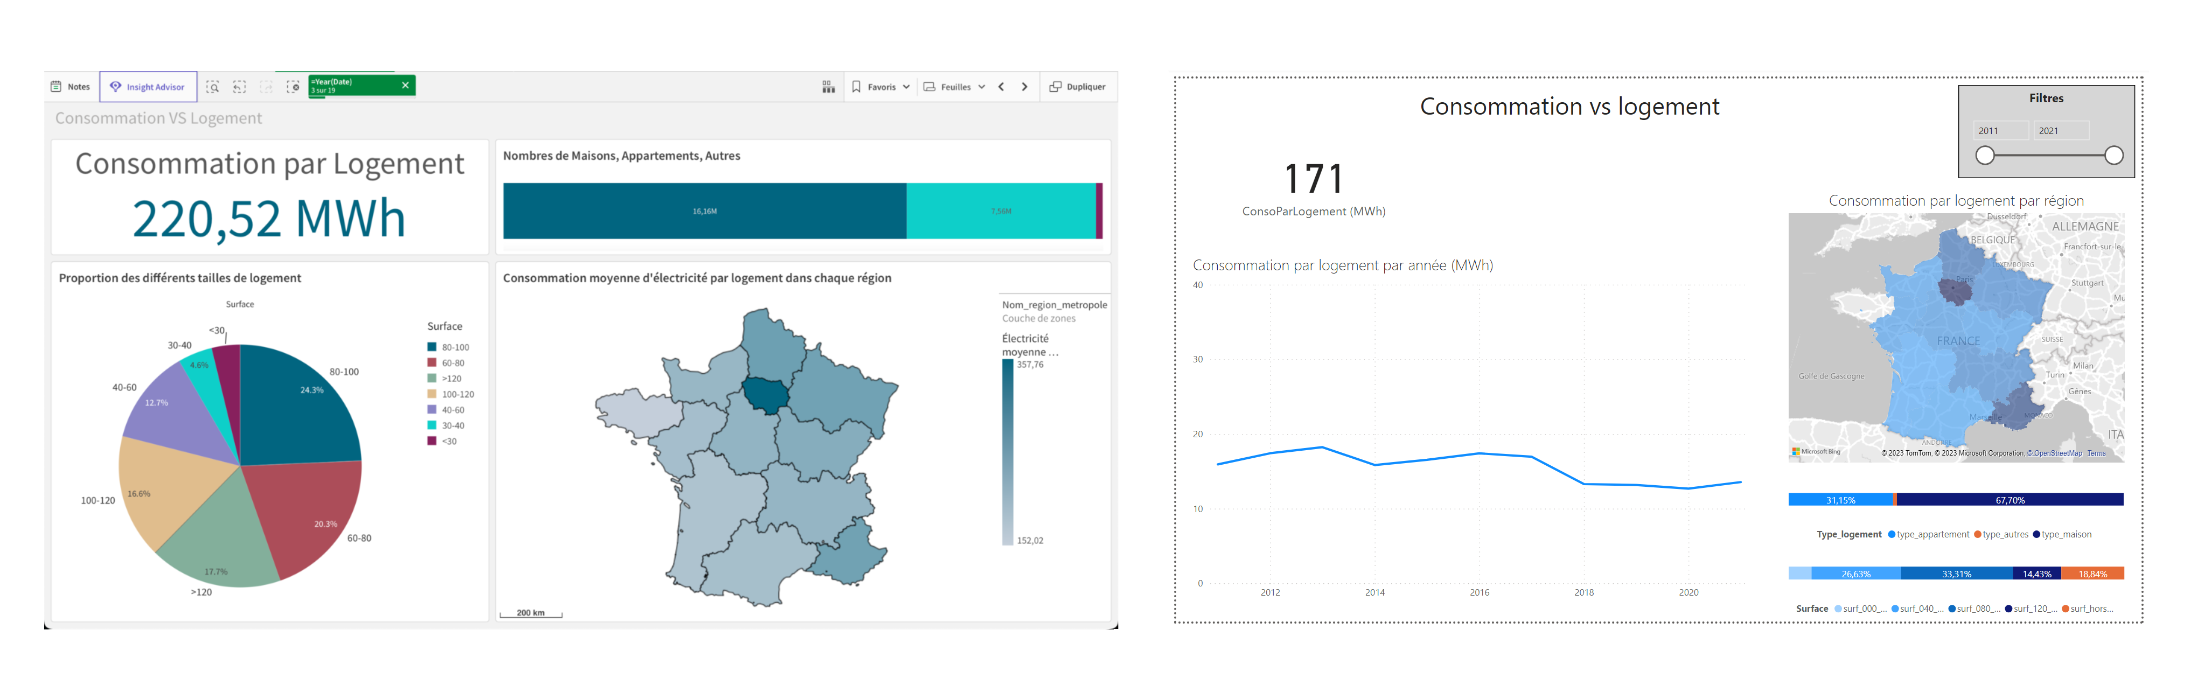 Notes
Insight Advisor
=Year(Date)
3 sur 19
Favoris
Feuilles
Dupliquer
Consommation VS Logement
Consommation par Logement
220,52 MWh
Nombres de Maisons, Appartements, Autres
16,16M
7,56M
Proportion des différents tailles de logement
Surface
<30
30-40
4.6%
40-60
12.7%
80-100
24.3%
100-120
16.6%
20.3%
60-80
17.7%
>120
Surface
80-100
60-80
>120
100-120
40-60
30-40
<30
Consommation moyenne d'électricité par logement dans chaque région
Nom_region_metropole
Couche de zones
Électricité
moyenne ...
357,76
152,02
200 km
Consommation vs logement
Filtres
2011
2021
171
ConsoParLogement (MWh)
Consommation par logement par année (MWh)
40
30
20
10
0
2012
2014
2016
2018
2020
Consommation par logement par région
Dusseldorf
ALLEMAGNE
BELGIQUE
Francfort-sur-le
Paris
Stuttgart
FRANCE
SUISSE
Milan
Turin
Golfe de Gascogne
Gênes
ITA
Microsoft Bing
© 2023 TomTom, © 2023 Microsoft Corporation, © OpenStreetMap Terms
31,15%
67,70%
Type_logement type_appartement type_autres type_maison
26,63%
33,31%
14,43%
18,84%
Surface surf_000_... surf_040_... surf_080_... surf_120_... surf_hors...